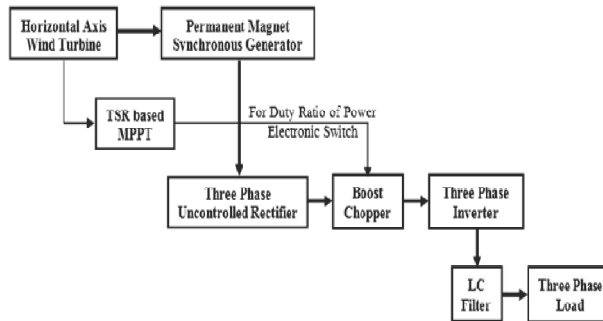 Horizontal Axis
Wind Turbine
Permanent Magnet
Synchronous Generator
TSR based
MPPT
For Duty Ratio of Power
Electronic Switch
Three Phase
Uncontrolled Rectifier
Boost
Chopper
Three Phase
Inverter
LC
Filter
Three Phase
Load